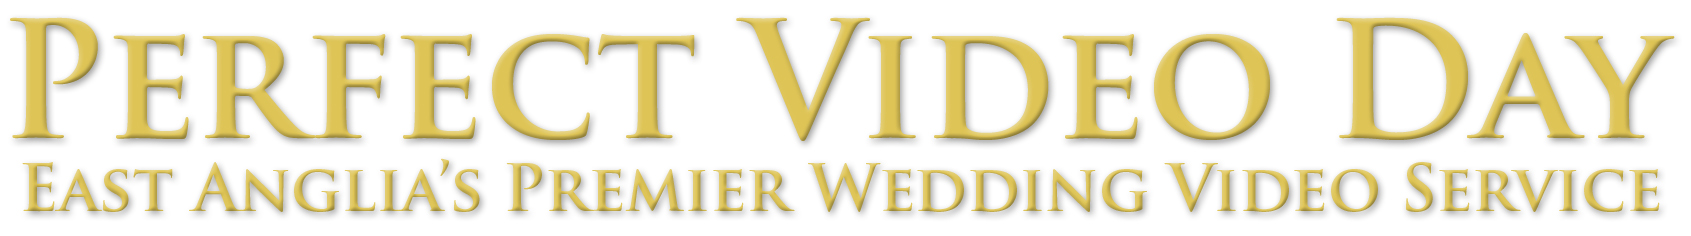 Perfect Video Day
East Anglia’s Premier Wedding Video Service